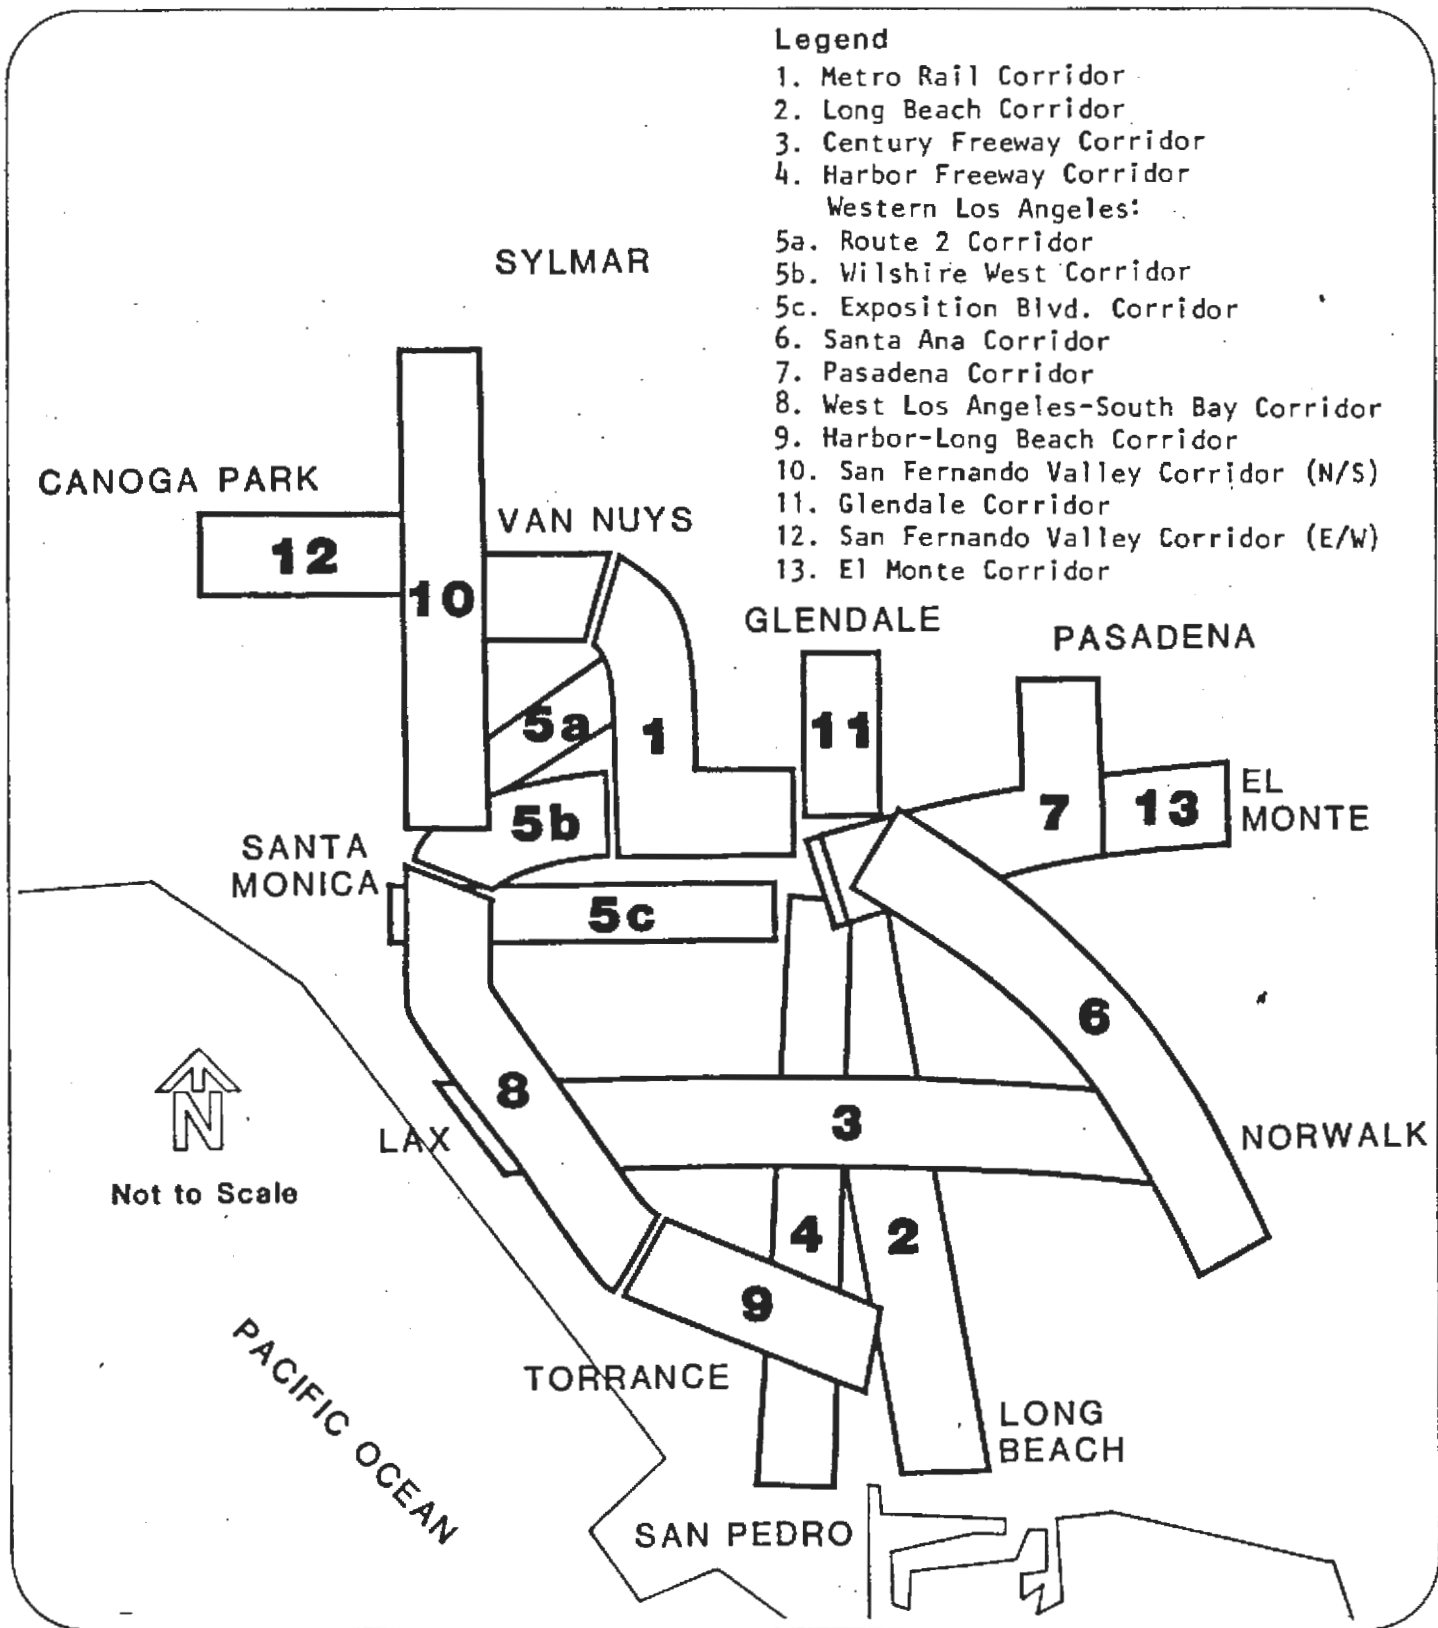 Legend
1. Metro Rail Corridor
2. Long Beach Corridor
3. Century Freeway Corridor
4. Harbor Freeway Corridor
Western Los Angeles:
5a. Route 2 Corridor
5b. Wilshire West Corridor
5c. Exposition Blvd. Corridor
6. Santa Ana Corridor
7. Pasadena Corridor
8. West Los Angeles-South Bay Corridor
9. Harbor-Long Beach Corridor
10. San Fernando Valley Corridor (N/S)
11. Glendale Corridor
12. San Fernando Valley Corridor (E/W)
13. El Monte Corridor
SYLMAR
CANOGA PARK
VAN NUYS
12
10
GLENDALE
PASADENA
5a
1
11
7
13
EL
MONTE
5b
SANTA
MONICA
5c
6
8
3
N
LAX
NORWALK
Not to Scale
4
2
9
PACIFIC OCEAN
TORRANCE
LONG
BEACH
SAN PEDRO